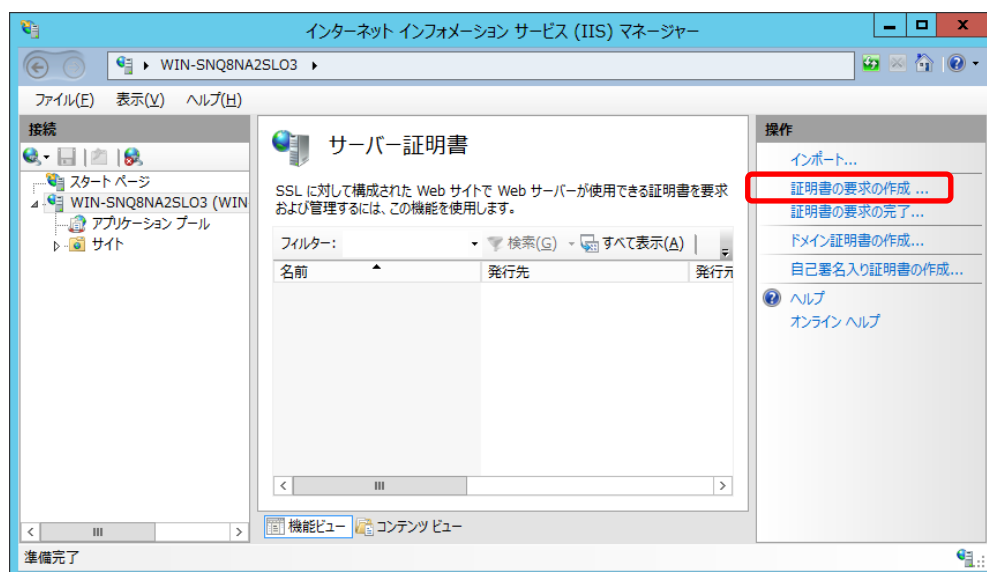 インターネット インフォメーション サービス (IIS) マネージャー
WIN-SNQ8NA2SLO3
ファイル(F) 表示(V) ヘルプ(H)
接続
スタート ページ
WIN-SNQ8NA2SLO3 (WIN
アプリケーション プール
サイト
サーバー証明書
SSL に対して構成された Web サイトで Web サーバーが使用できる証明書を要求
および管理するには、この機能を使用します。
フィルター: 検索(G) すべて表示(A)
名前 発行先 発行元
機能ビュー コンテンツ ビュー
操作
インポート...
証明書の要求の作成 ...
証明書の要求の完了...
ドメイン証明書の作成...
自己署名入り証明書の作成...
ヘルプ
オンライン ヘルプ
準備完了